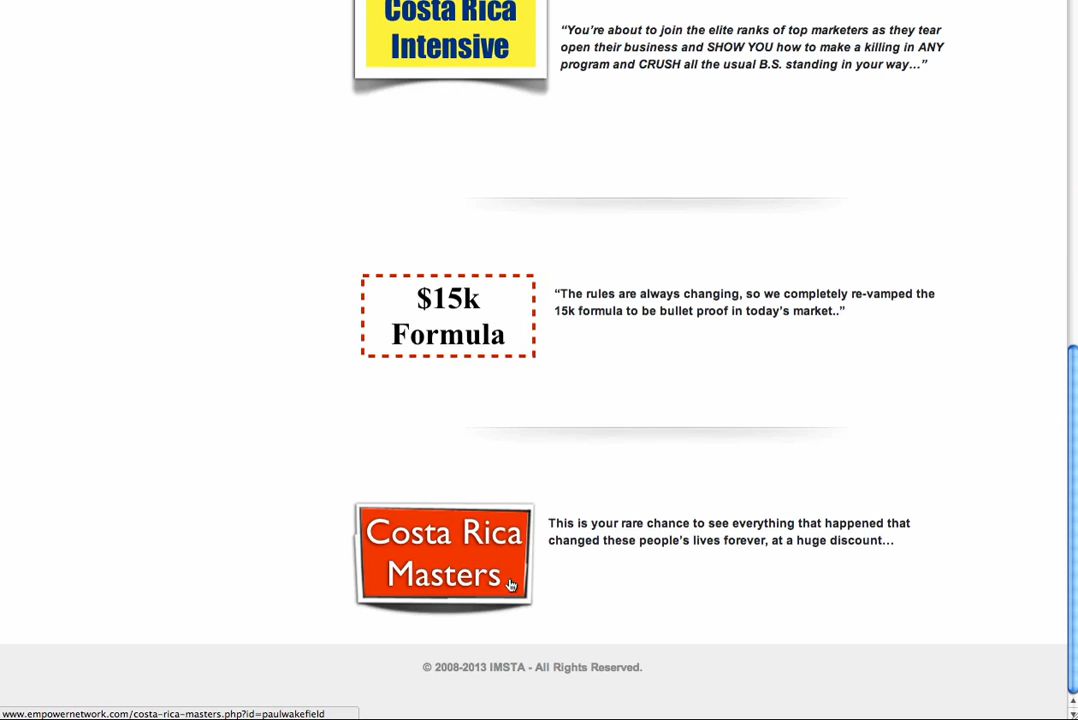 Costa Rica
Intensive
“You’re about to join the elite ranks of top marketers as they tear
open their business and SHOW YOU how to make a killing in ANY
program and CRUSH all the usual B.S. standing in your way…”
$15k
Formula
“The rules are always changing, so we completely re-vamped the
15k formula to be bullet proof in today’s market..”
Costa Rica
Masters
This is your rare chance to see everything that happened that
changed these people’s lives forever, at a huge discount…
© 2008-2013 IMSTA - All Rights Reserved.
www.empowernetwork.com/costa-rica-masters.php?id=paulwakefield